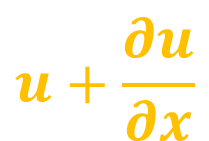 u + ∂u/∂x